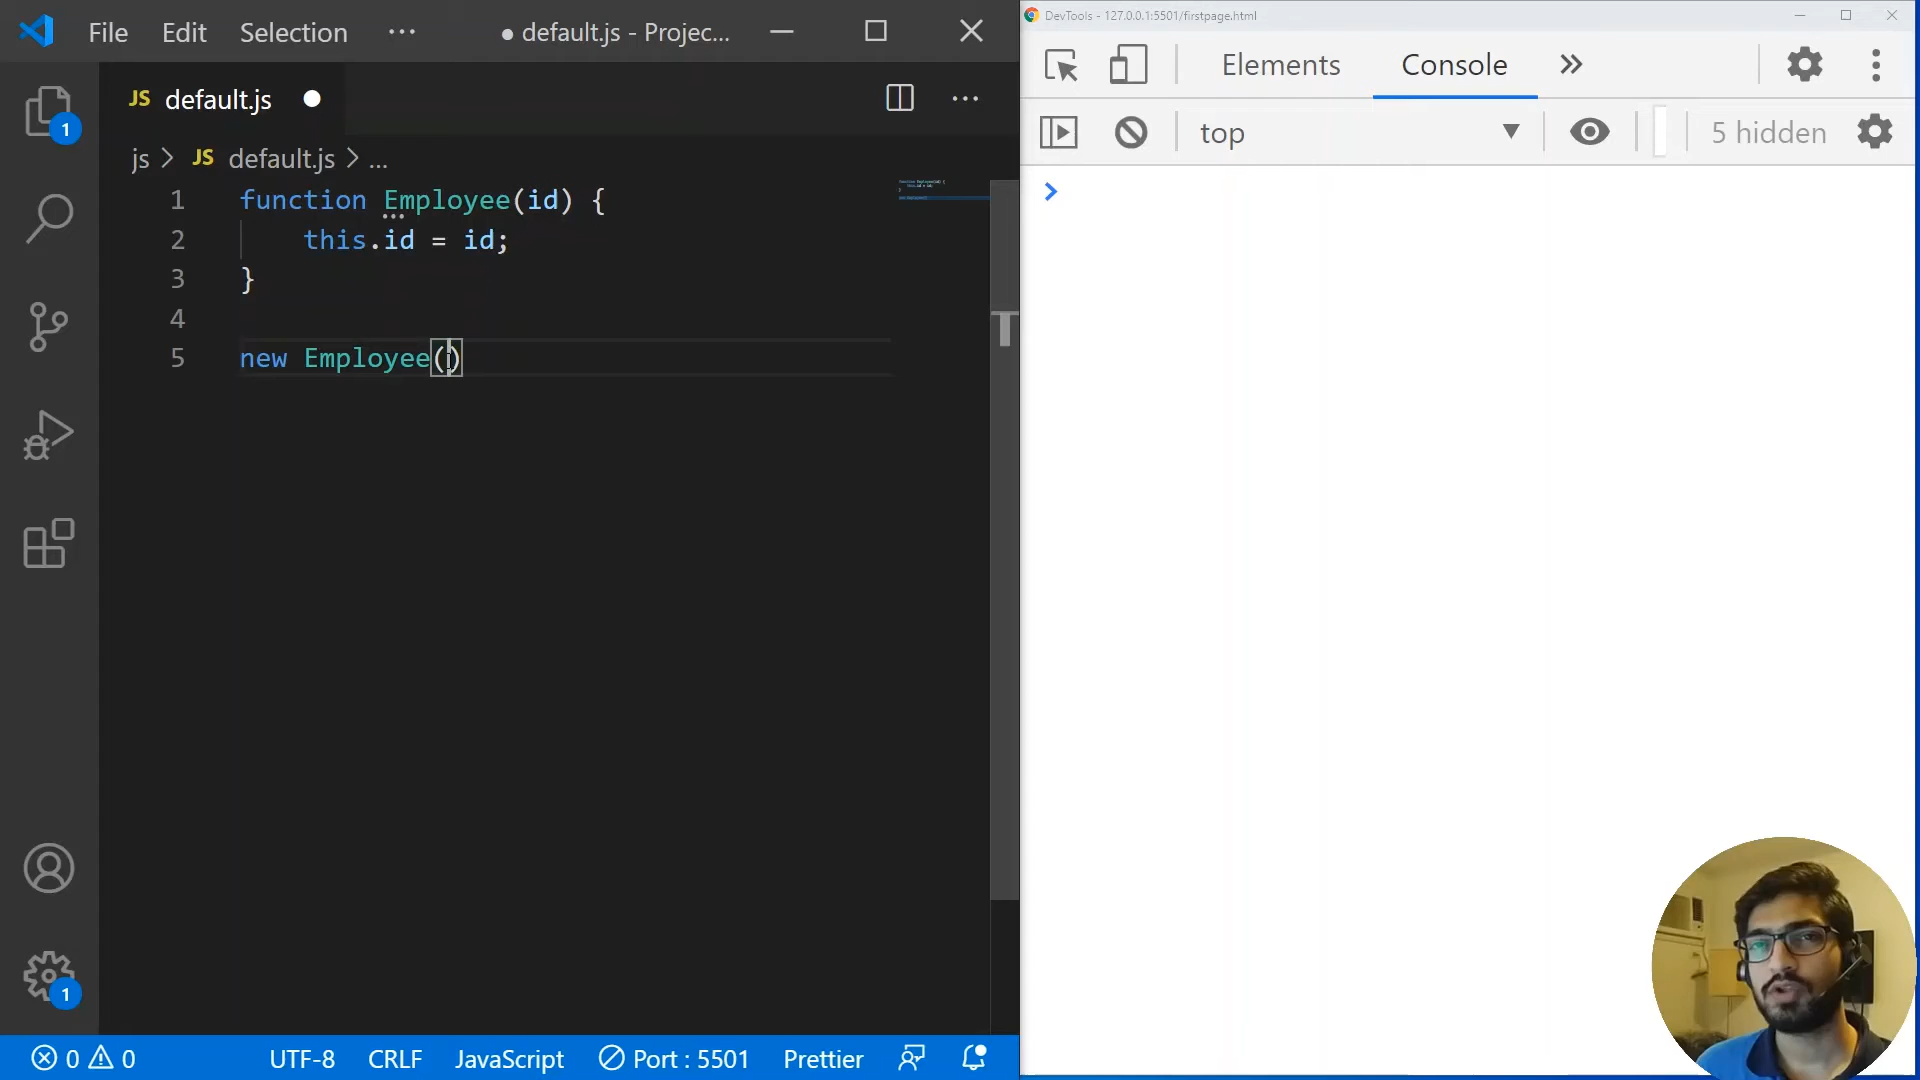 File Edit Selection ··· ● default.js - Projec...
JS default.js ●
js > JS default.js > ...
1 function Employee(id) {
2 this.id = id;
3 }
4
5 new Employee()
1
1
0 0 UTF-8 CRLF JavaScript Port : 5501 Prettier
DevTools - 127.0.0.1:5501/firstpage.html
Elements Console »
top ▼ 5 hidden
>